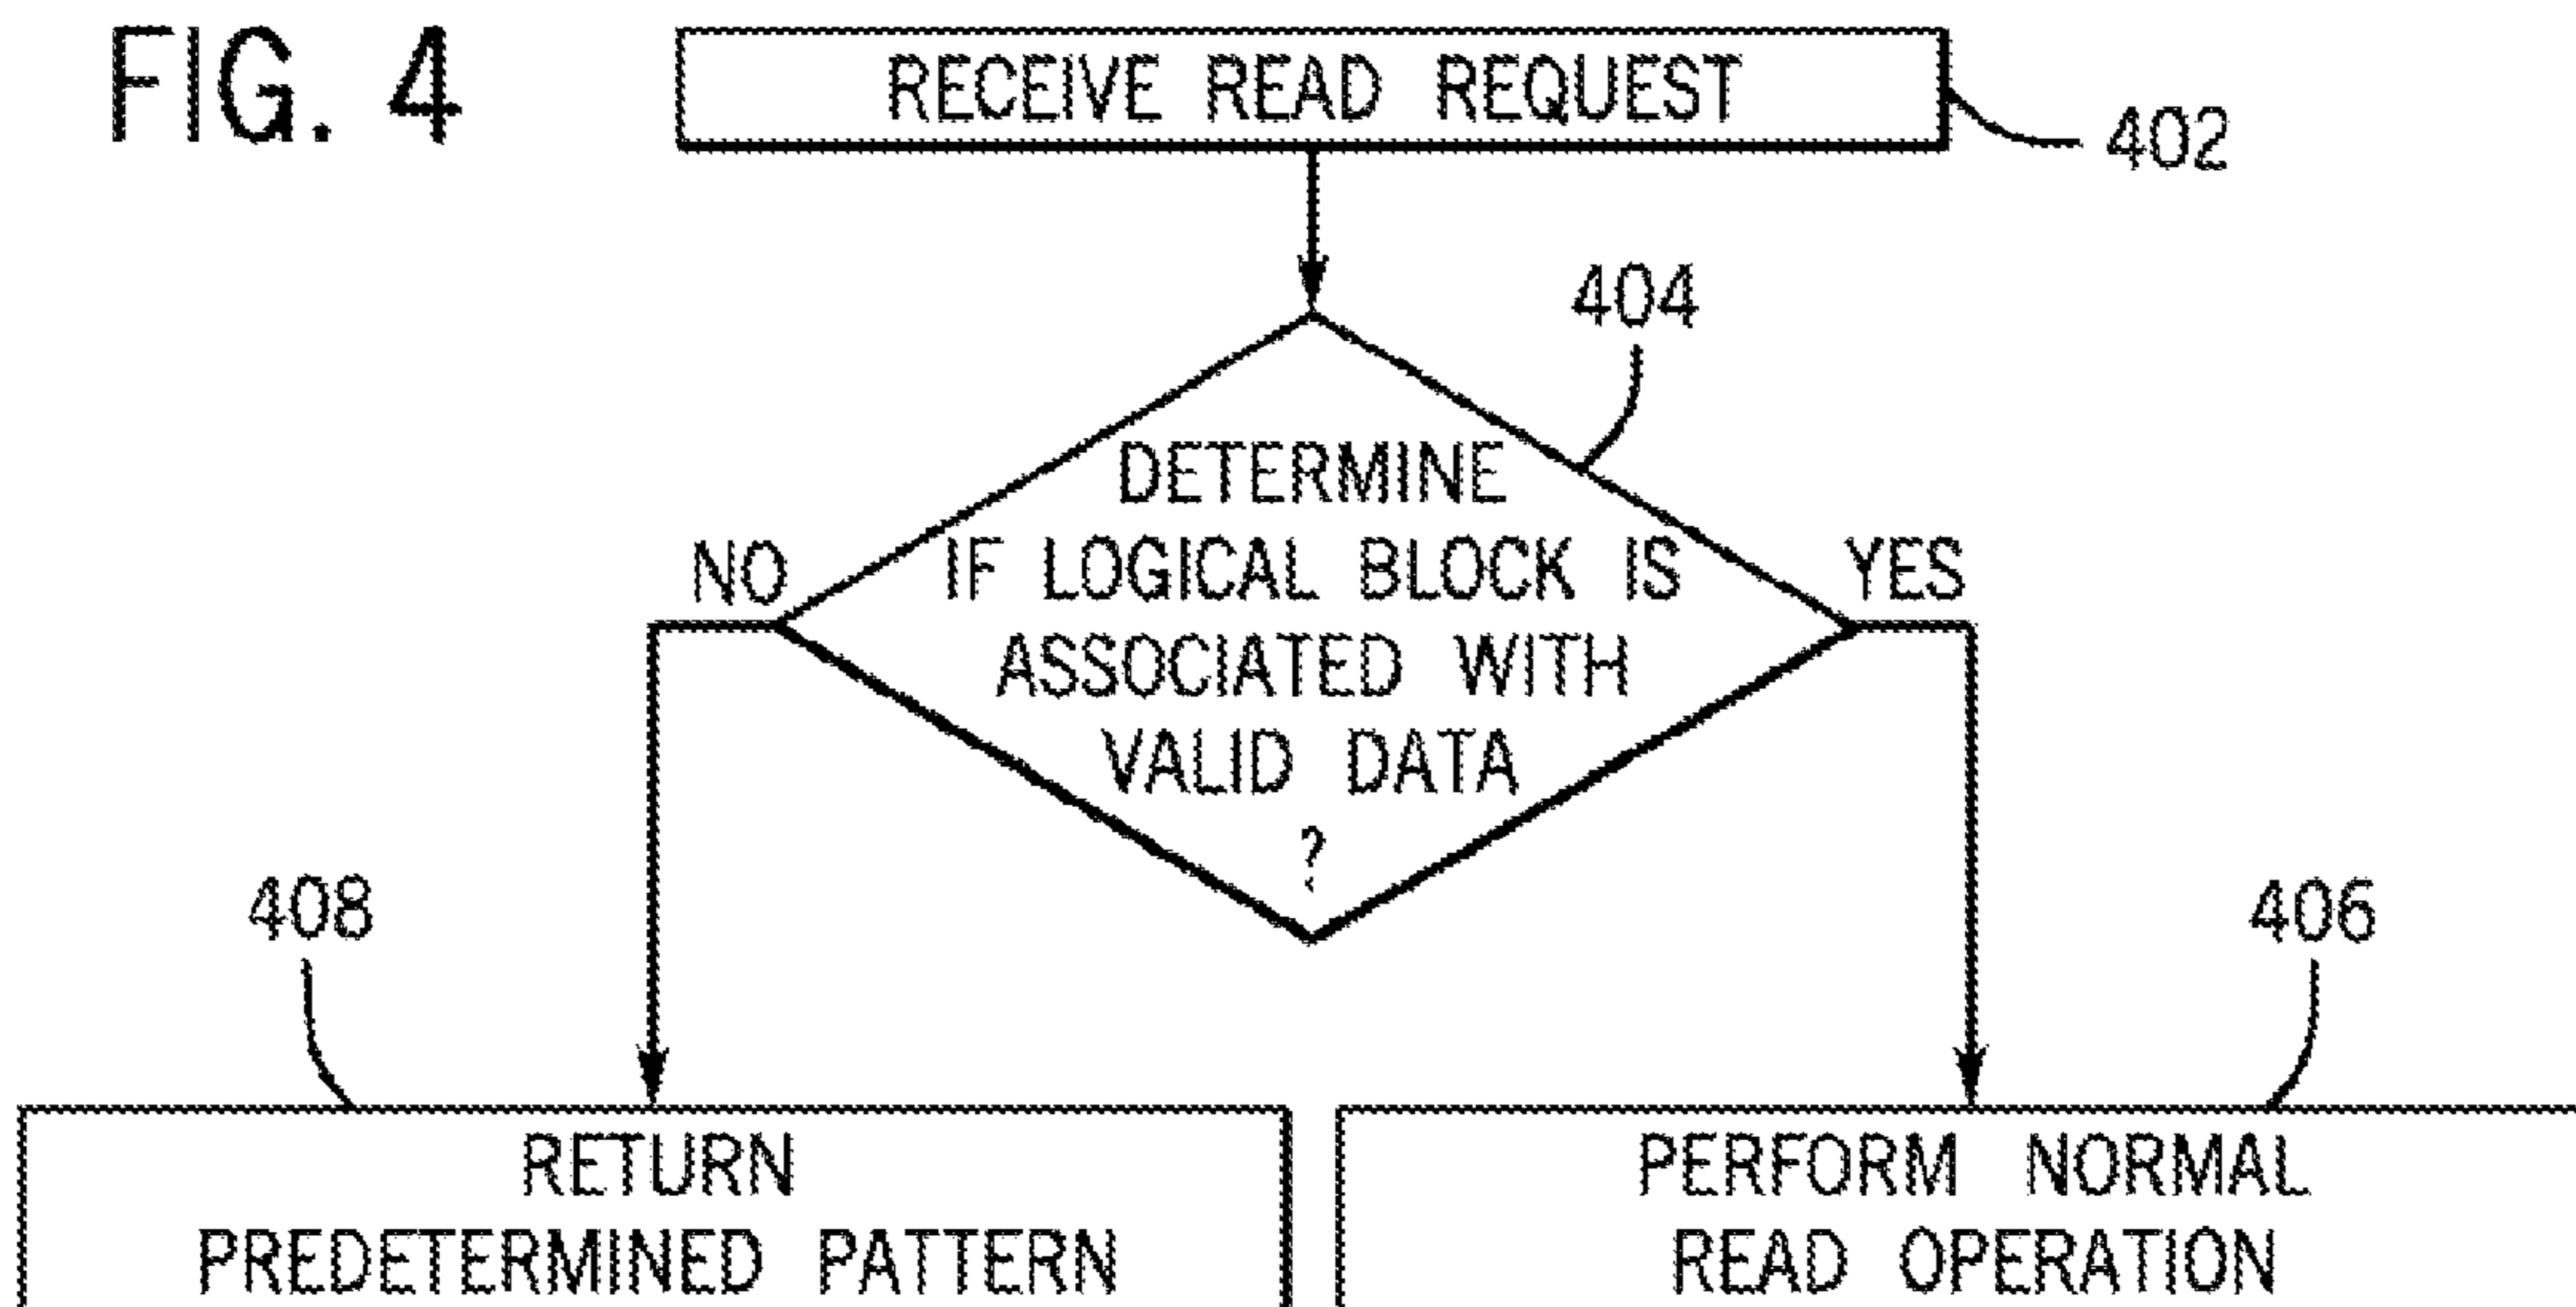 FIG. 4
RECEIVE READ REQUEST
402
404
DETERMINE
IF LOGICAL BLOCK IS
ASSOCIATED WITH
VALID DATA
?
NO
YES
408
406
RETURN
PREDETERMINED PATTERN
PERFORM NORMAL
READ OPERATION